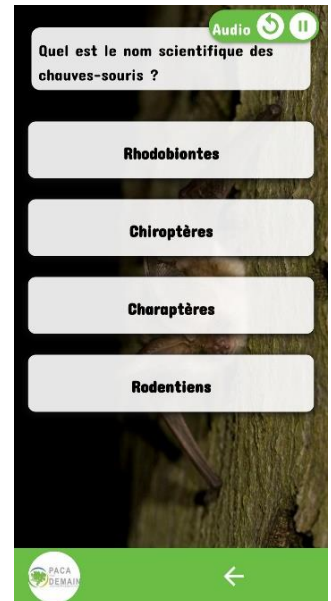 Audio
Quel est le nom scientifique des
chauves-souris ?
Rhodobiontes
Chiroptères
Charaptères
Rodentiens
PACA
DEMAIN